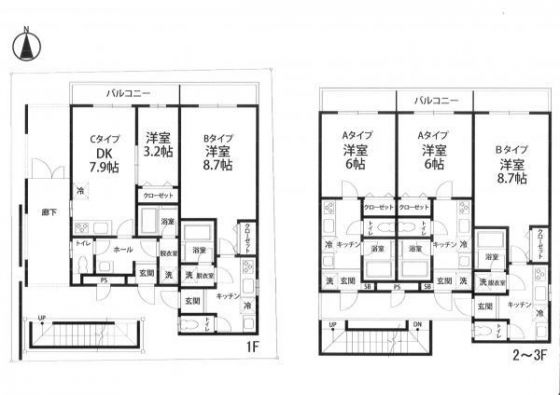 N
バルコニー
Cタイプ
DK
7.9帖
洋室
3.2帖
Bタイプ
洋室
8.7帖
冷
クローゼット
廊下
浴室
浴室
クローゼット
トイレ
ホール
脱衣室
玄関
洗
洗
脱衣室
キッチン
PS
玄関
冷
トイレ
UP
1F
バルコニー
Aタイプ
洋室
6帖
Aタイプ
洋室
6帖
Bタイプ
洋室
8.7帖
クローゼット
クローゼット
トイレ
トイレ
冷
キッチン
キッチン
冷
クローゼット
浴室
浴室
浴室
洗
玄関
玄関
洗
洗
脱衣室
SB
PS
SB
玄関
キッチン
冷
トイレ
UP
DN
2～3F